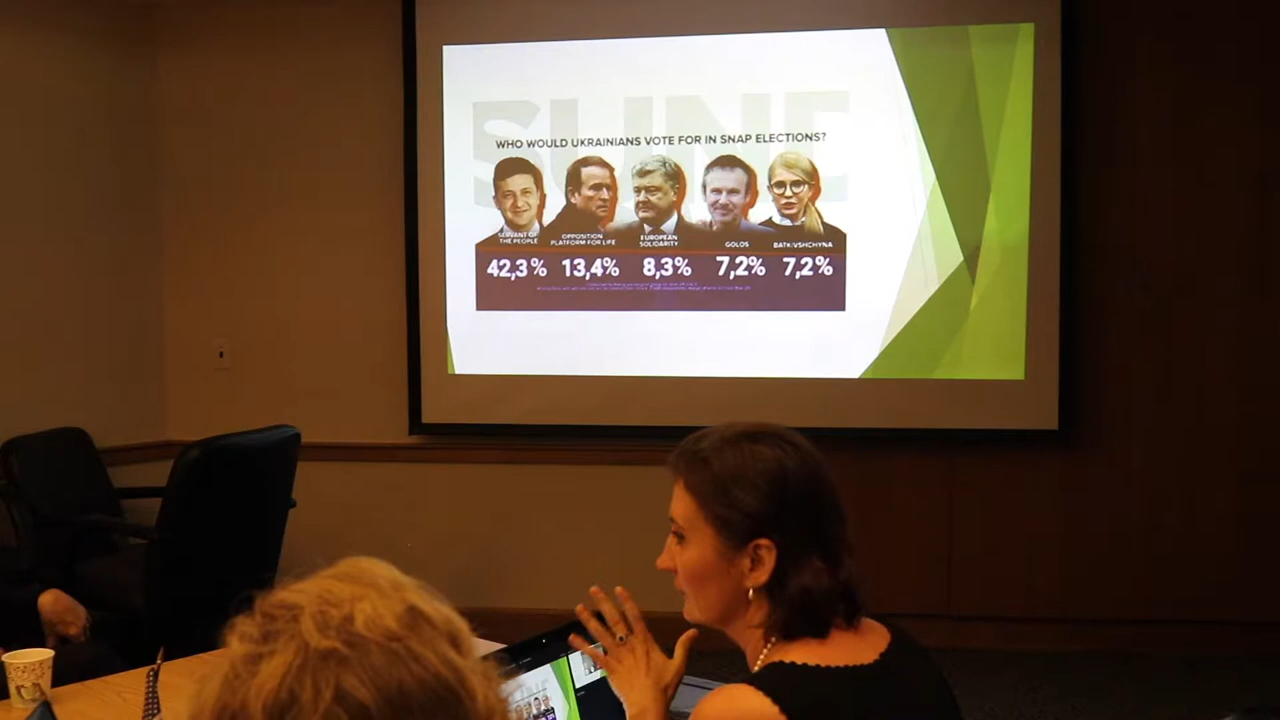 SUNE
WHO WOULD UKRAINIANS VOTE FOR IN SNAP ELECTIONS?
SERVANT OF
THE PEOPLE
OPPOSITION
PLATFORM FOR LIFE
EUROPEAN
SOLIDARITY
GOLOS
BATKIVSHCHYNA
42,3% 13,4% 8,3% 7,2% 7,2%